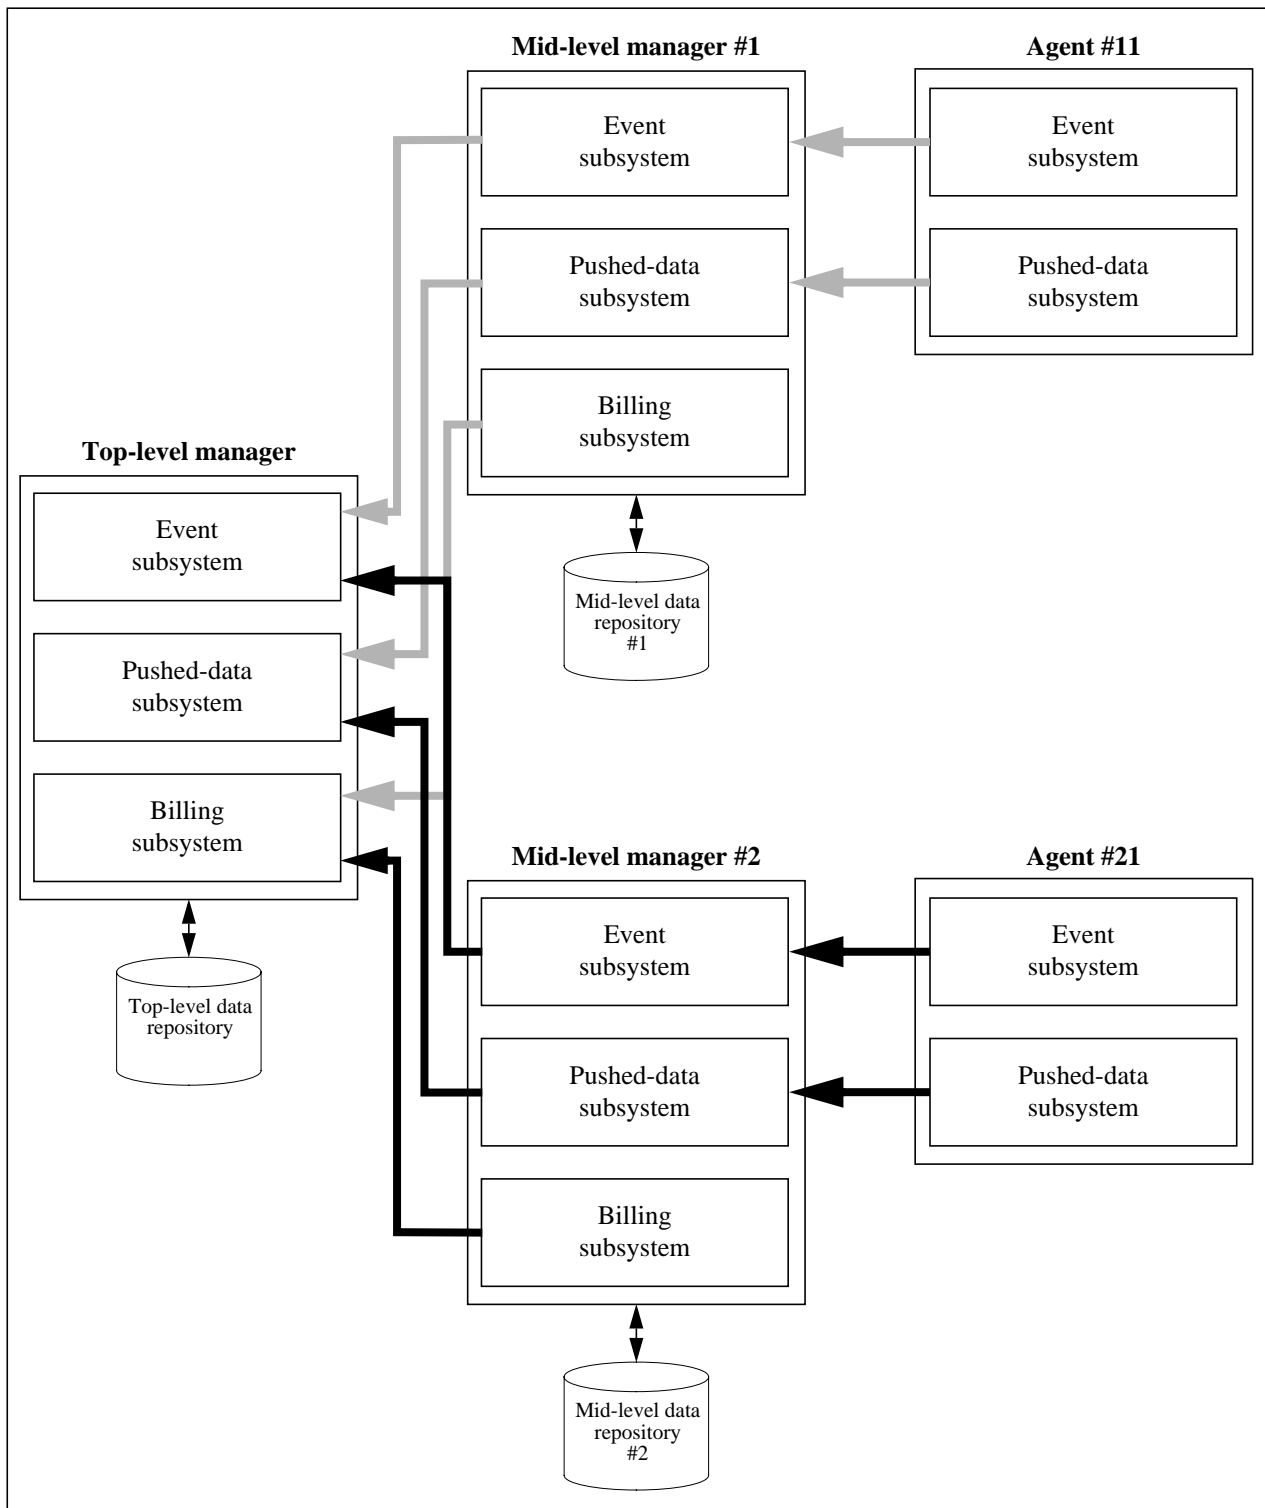 Mid-level manager #1
Event
subsystem
Pushed-data
subsystem
Billing
subsystem
Mid-level data
repository
#1
Agent #11
Event
subsystem
Pushed-data
subsystem
Top-level manager
Event
subsystem
Pushed-data
subsystem
Billing
subsystem
Top-level data
repository
Mid-level manager #2
Event
subsystem
Pushed-data
subsystem
Billing
subsystem
Mid-level data
repository
#2
Agent #21
Event
subsystem
Pushed-data
subsystem